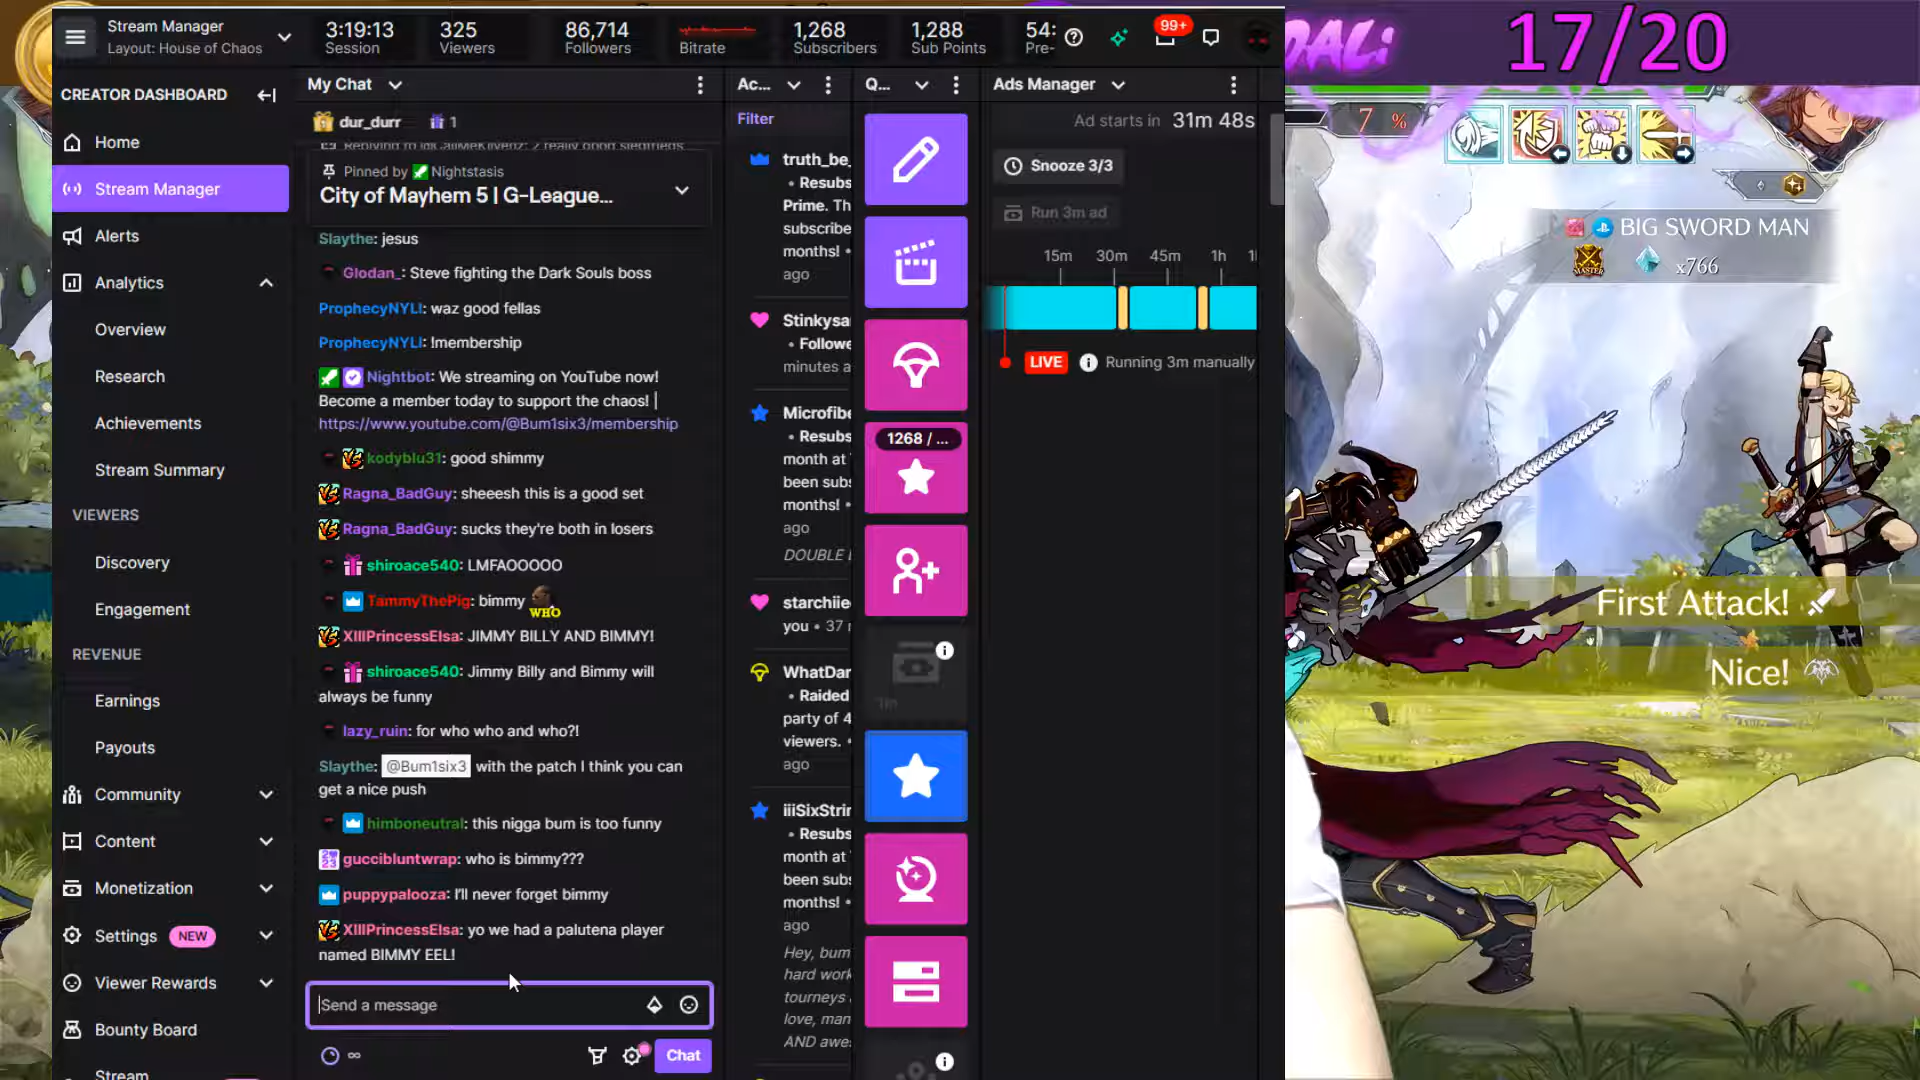 Stream Manager
Layout: House of Chaos
3:19:13
Session
325
Viewers
86,714
Followers
Bitrate
1,268
Subscribers
1,288
Sub Points
54:
Pre-
99+
17/20
CREATOR DASHBOARD
Home
Stream Manager
Alerts
Analytics
Overview
Research
Achievements
Stream Summary
VIEWERS
Discovery
Engagement
REVENUE
Earnings
Payouts
Community
Content
Monetization
Settings NEW
Viewer Rewards
Bounty Board
Stream
My Chat
dur_durr 1
Pinned by Nightstasis
City of Mayhem 5 | G-League...
Slaythe: jesus
Glodan_: Steve fighting the Dark Souls boss
ProphecyNYLI: waz good fellas
ProphecyNYLI: !membership
Nightbot: We streaming on YouTube now!
Become a member today to support the chaos! |
https://www.youtube.com/@Bum1six3/membership
kodyblu31: good shimmy
Ragna_BadGuy: sheeesh this is a good set
Ragna_BadGuy: sucks they're both in losers
shiroace540: LMFAOOOOO
TammyThePig: bimmy WHO
XIIIPrincessElsa: JIMMY BILLY AND BIMMY!
shiroace540: Jimmy Billy and Bimmy will
always be funny
lazy_ruin: for who who and who?!
Slaythe: @Bum1six3 with the patch I think you can
get a nice push
himboneutral: this nigga bum is too funny
guccibluntwrap: who is bimmy???
puppypalooza: I'll never forget bimmy
XIIIPrincessElsa: yo we had a palutena player
named BIMMY EEL!
Send a message
Chat
Ac...
Filter
truth_be_
• Resubs
Prime. Th
subscribe
months! •
ago
Stinkysa
• Followe
minutes a
Microfibe
• Resubs
month at
been subs
months! •
ago
DOUBLE
starchiie
you • 37
WhatDar
• Raided
party of 4
viewers. •
ago
iiiSixStrin
• Resubs
month at
been subs
months! •
ago
Hey, bum
hard work
tourneys
love, man
AND awe
Q...
1268 / ...
1m
Ads Manager
Ad starts in 31m 48s
Snooze 3/3
Run 3m ad
15m 30m 45m 1h
LIVE Running 3m manually
7 %
BIG SWORD MAN
MASTER x766
First Attack!
Nice!